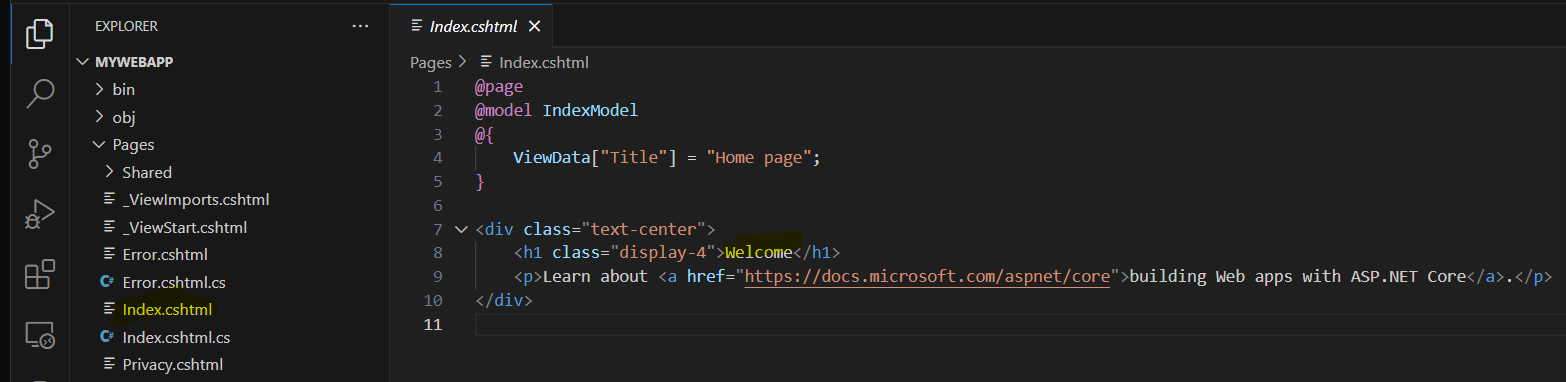 EXPLORER ...
MYWEBAPP
bin
obj
Pages
Shared
_ViewImports.cshtml
_ViewStart.cshtml
Error.cshtml
C# Error.cshtml.cs
Index.cshtml
C# Index.cshtml.cs
Privacy.cshtml
Index.cshtml
Pages > Index.cshtml
1 @page
2 @model IndexModel
3 @{
4     ViewData["Title"] = "Home page";
5 }
6
7 <div class="text-center">
8     <h1 class="display-4">Welcome</h1>
9     <p>Learn about <a href="https://docs.microsoft.com/aspnet/core">building Web apps with ASP.NET Core</a>.</p>
10 </div>
11